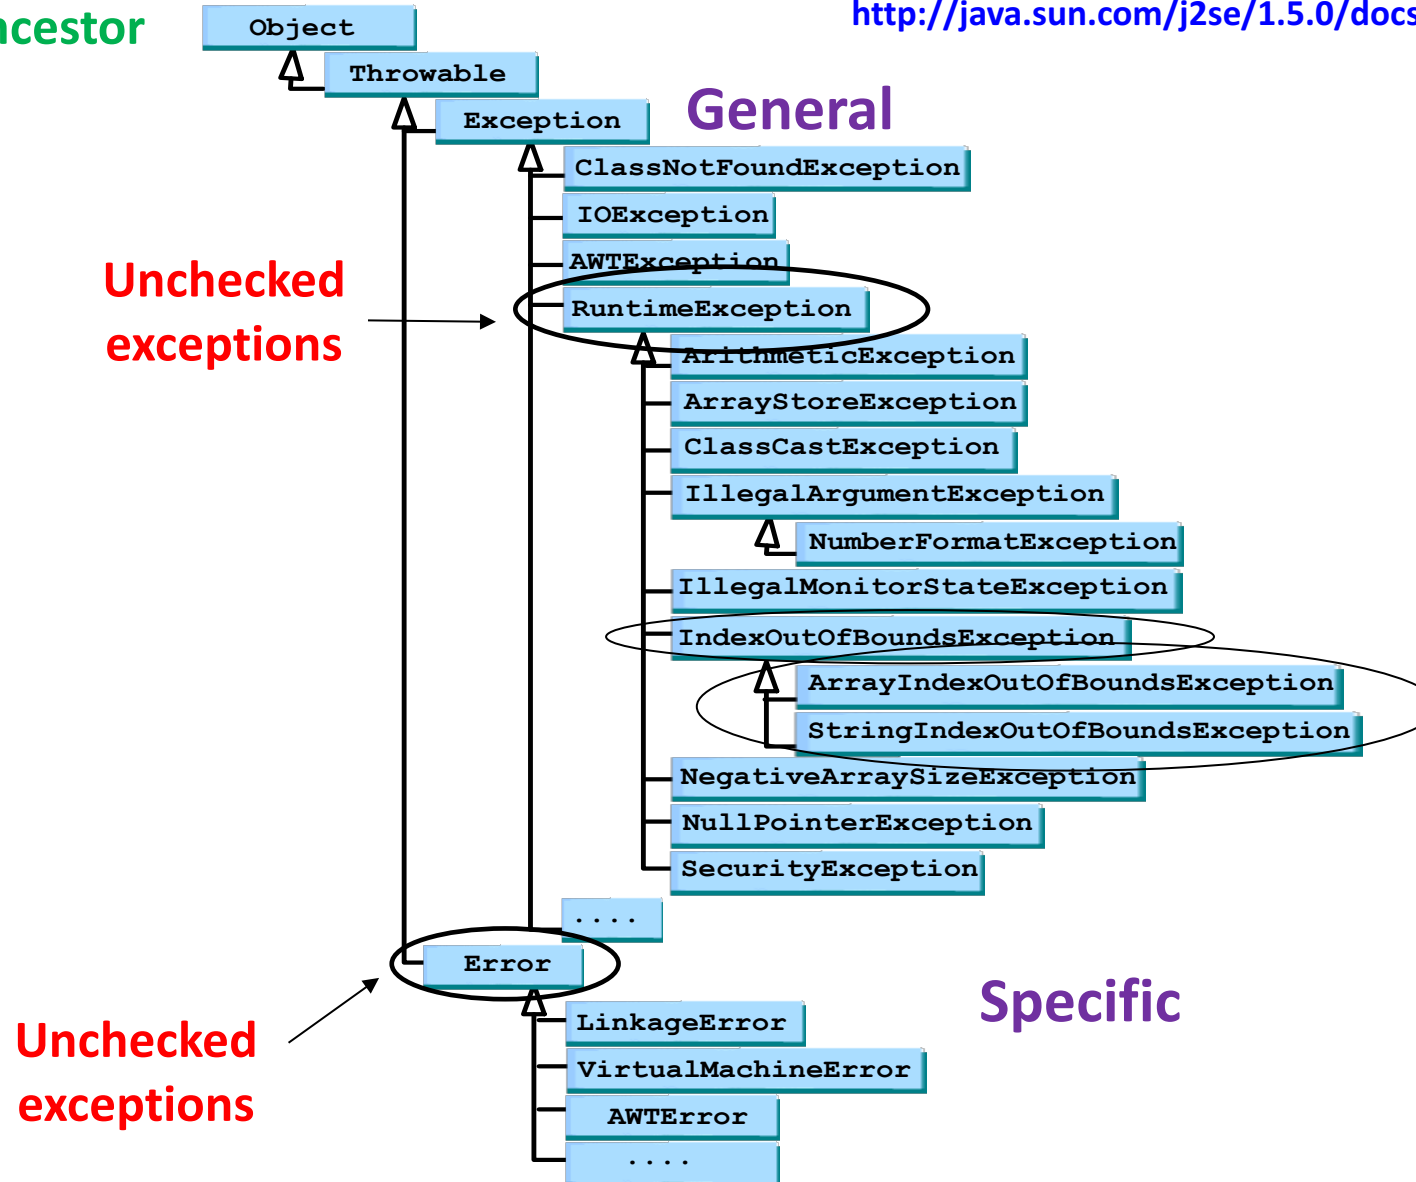 http://java.sun.com/j2se/1.5.0/docs
Object
Throwable
Exception
General
ClassNotFoundException
IOException
AWTException
Unchecked
exceptions
RuntimeException
ArithmeticException
ArrayStoreException
ClassCastException
IllegalArgumentException
NumberFormatException
IllegalMonitorStateException
IndexOutOfBoundsException
ArrayIndexOutOfBoundsException
StringIndexOutOfBoundsException
NegativeArraySizeException
NullPointerException
SecurityException
....
Error
Specific
Unchecked
exceptions
LinkageError
VirtualMachineError
AWTError
....